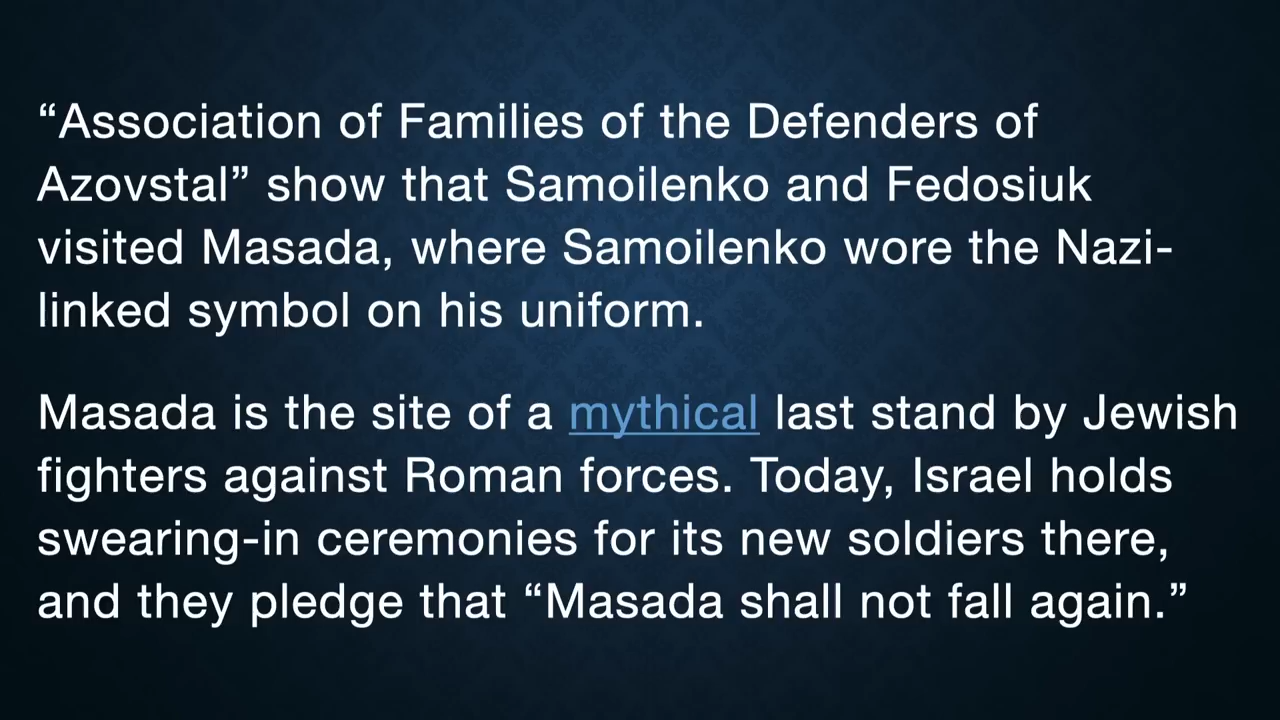 “Association of Families of the Defenders of
Azovstal” show that Samoilenko and Fedosiuk
visited Masada, where Samoilenko wore the Nazi-
linked symbol on his uniform.
Masada is the site of a mythical last stand by Jewish
fighters against Roman forces. Today, Israel holds
swearing-in ceremonies for its new soldiers there,
and they pledge that “Masada shall not fall again.”